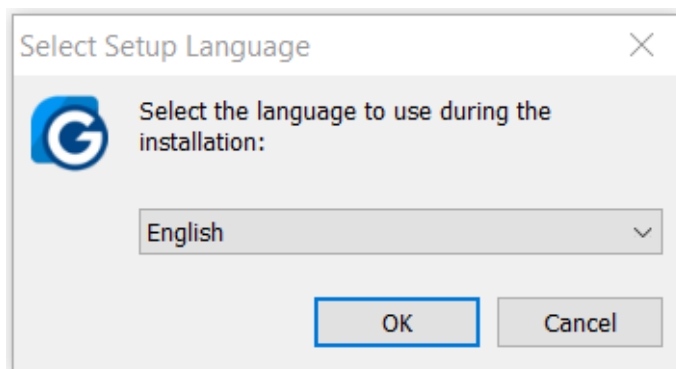 Select Setup Language
Select the language to use during the
installation:
English
OK
Cancel